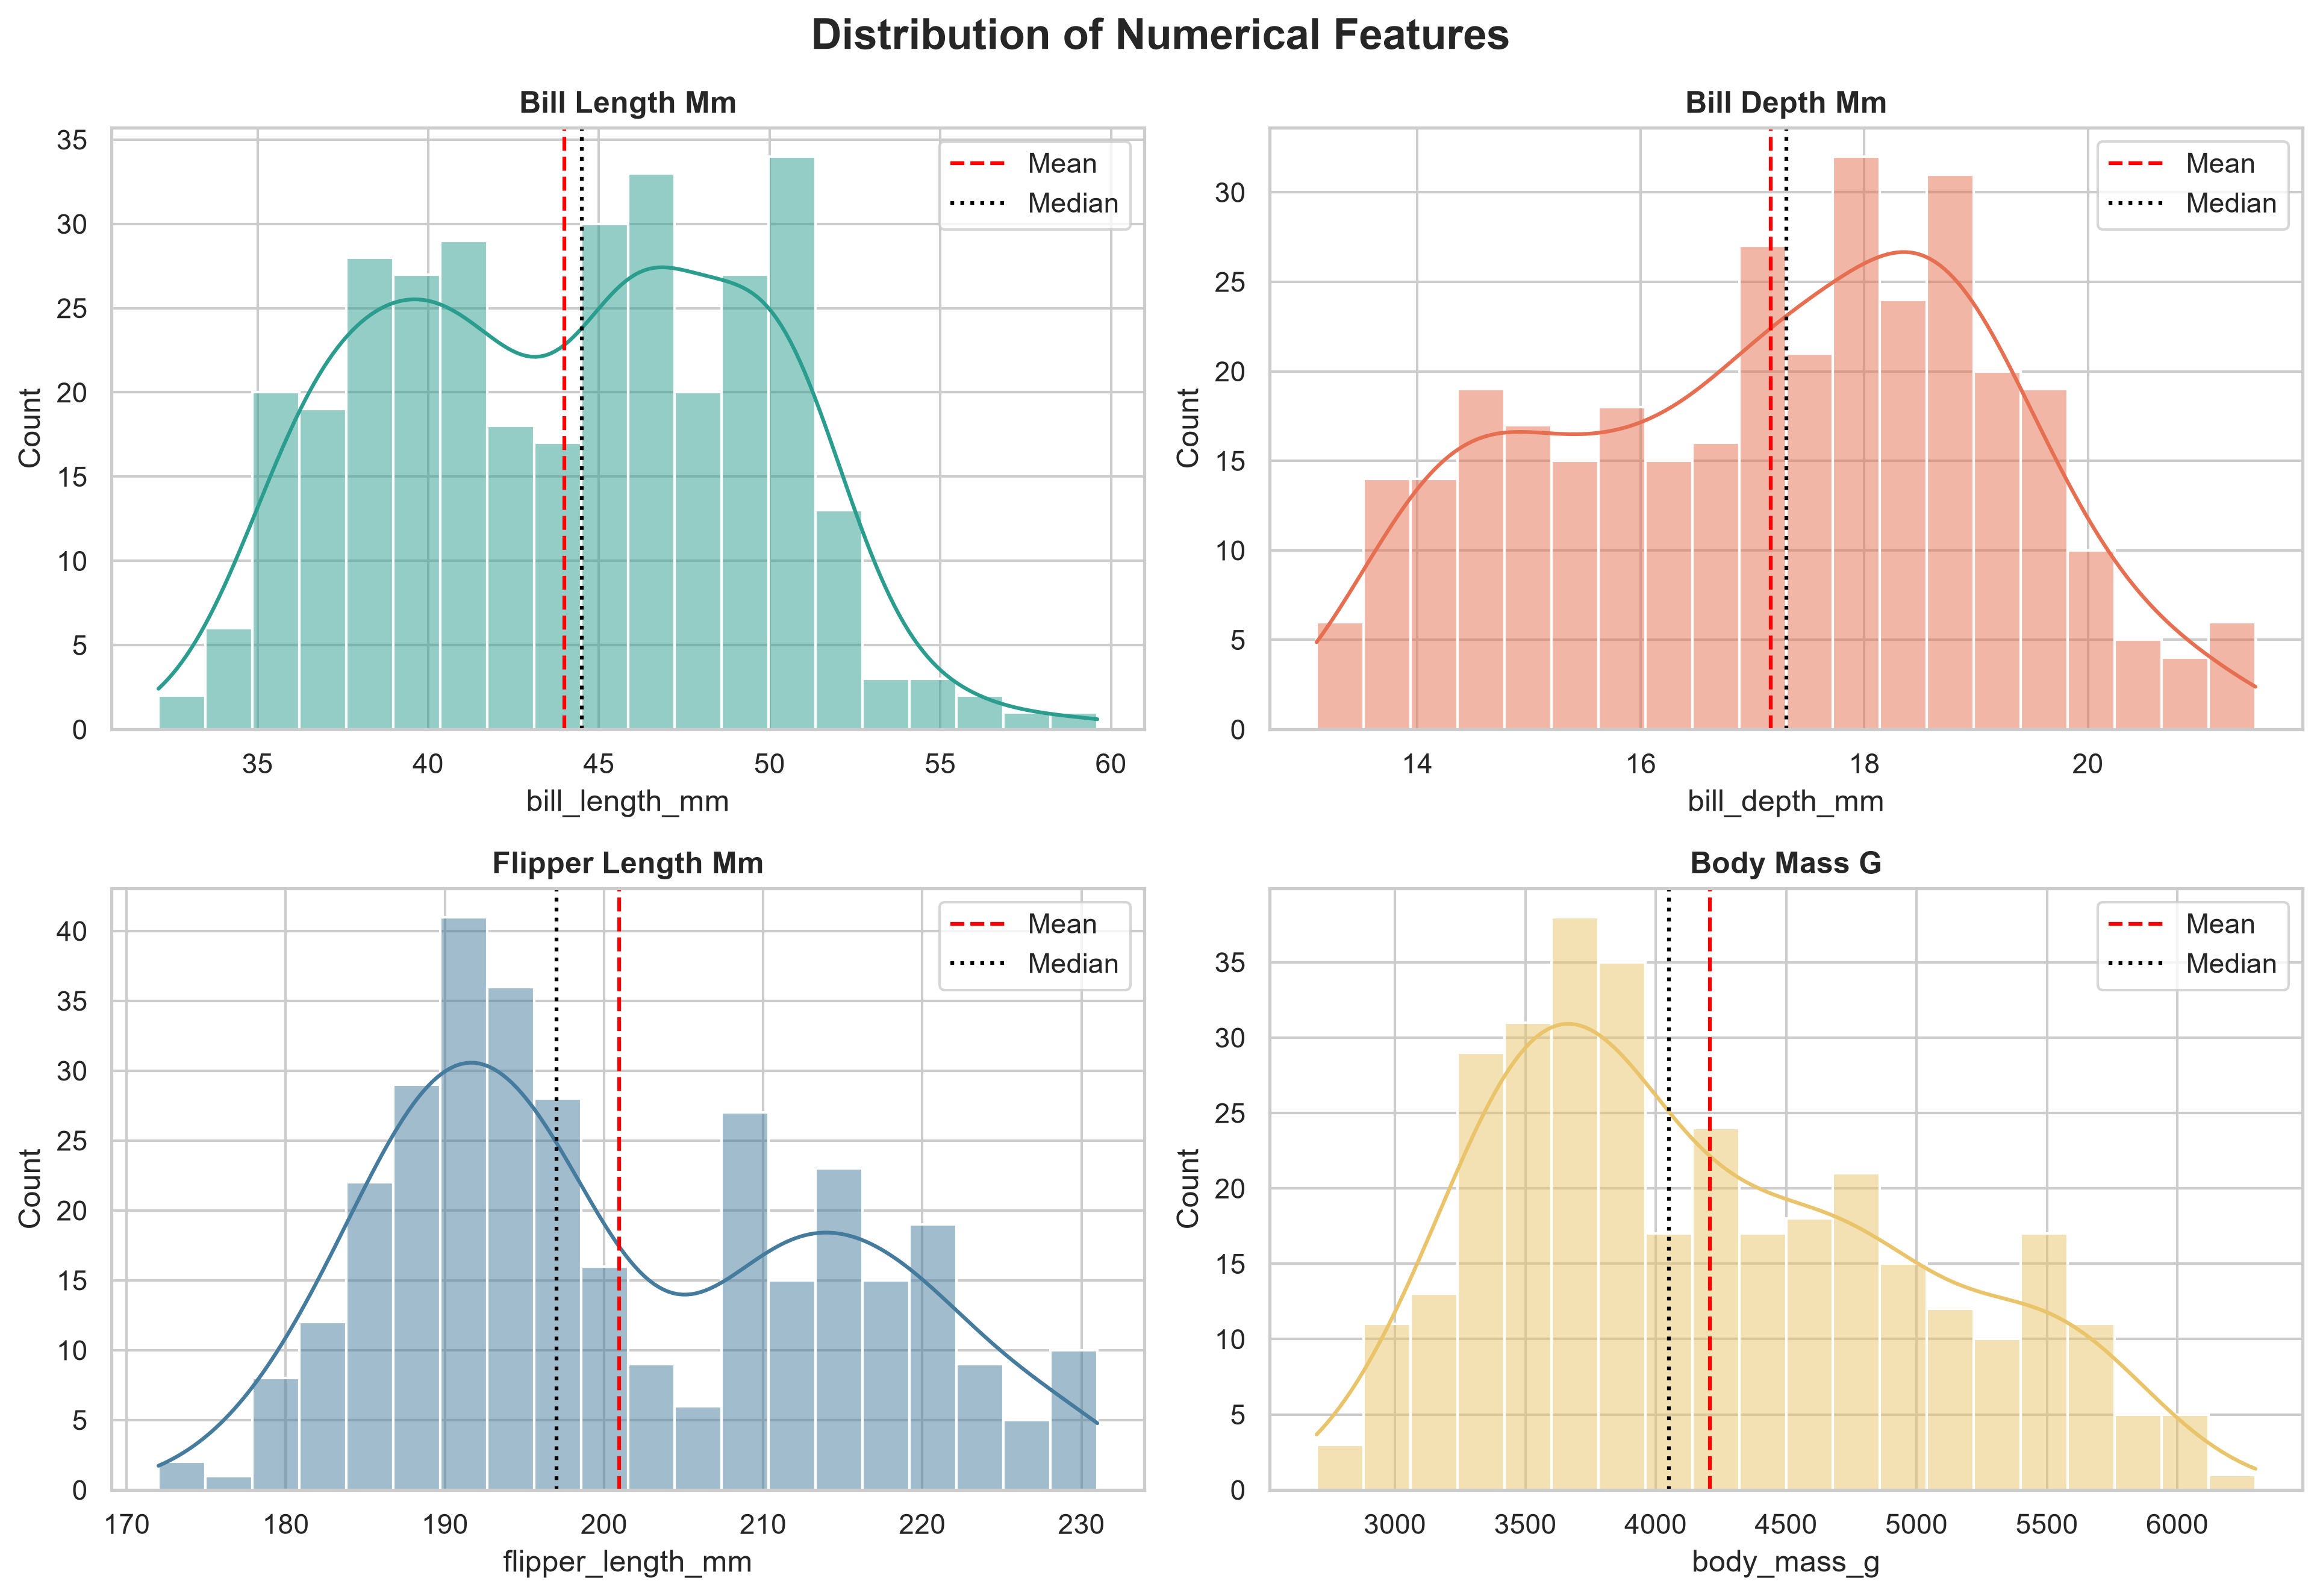 Distribution of Numerical Features
Bill Length Mm
35
30
25
20
15
10
5
0
Count
Mean
Median
35 40 45 50 55 60
bill_length_mm
Bill Depth Mm
30
25
20
15
10
5
0
Count
Mean
Median
14 16 18 20
bill_depth_mm
Flipper Length Mm
40
35
30
25
20
15
10
5
0
Count
Mean
Median
170 180 190 200 210 220 230
flipper_length_mm
Body Mass G
35
30
25
20
15
10
5
0
Count
Mean
Median
3000 3500 4000 4500 5000 5500 6000
body_mass_g